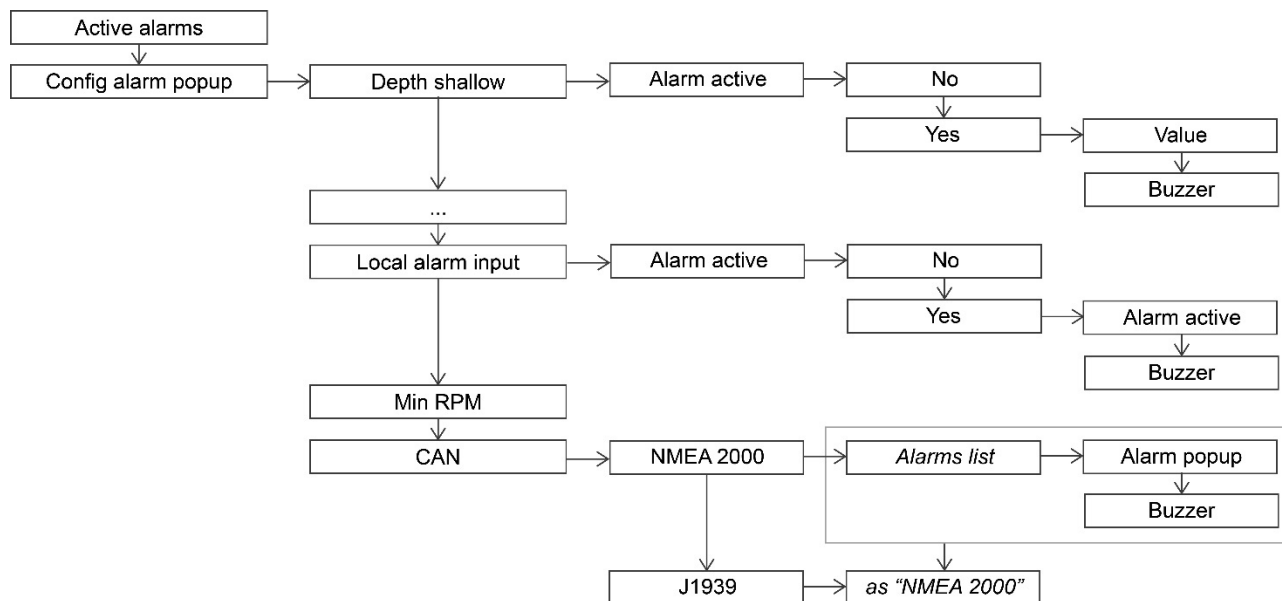 Active alarms
Config alarm popup
Depth shallow
Alarm active
No
Yes
Value
Buzzer
...
Local alarm input
Alarm active
No
Yes
Alarm active
Buzzer
Min RPM
CAN
NMEA 2000
Alarms list
Alarm popup
Buzzer
J1939
as “NMEA 2000”